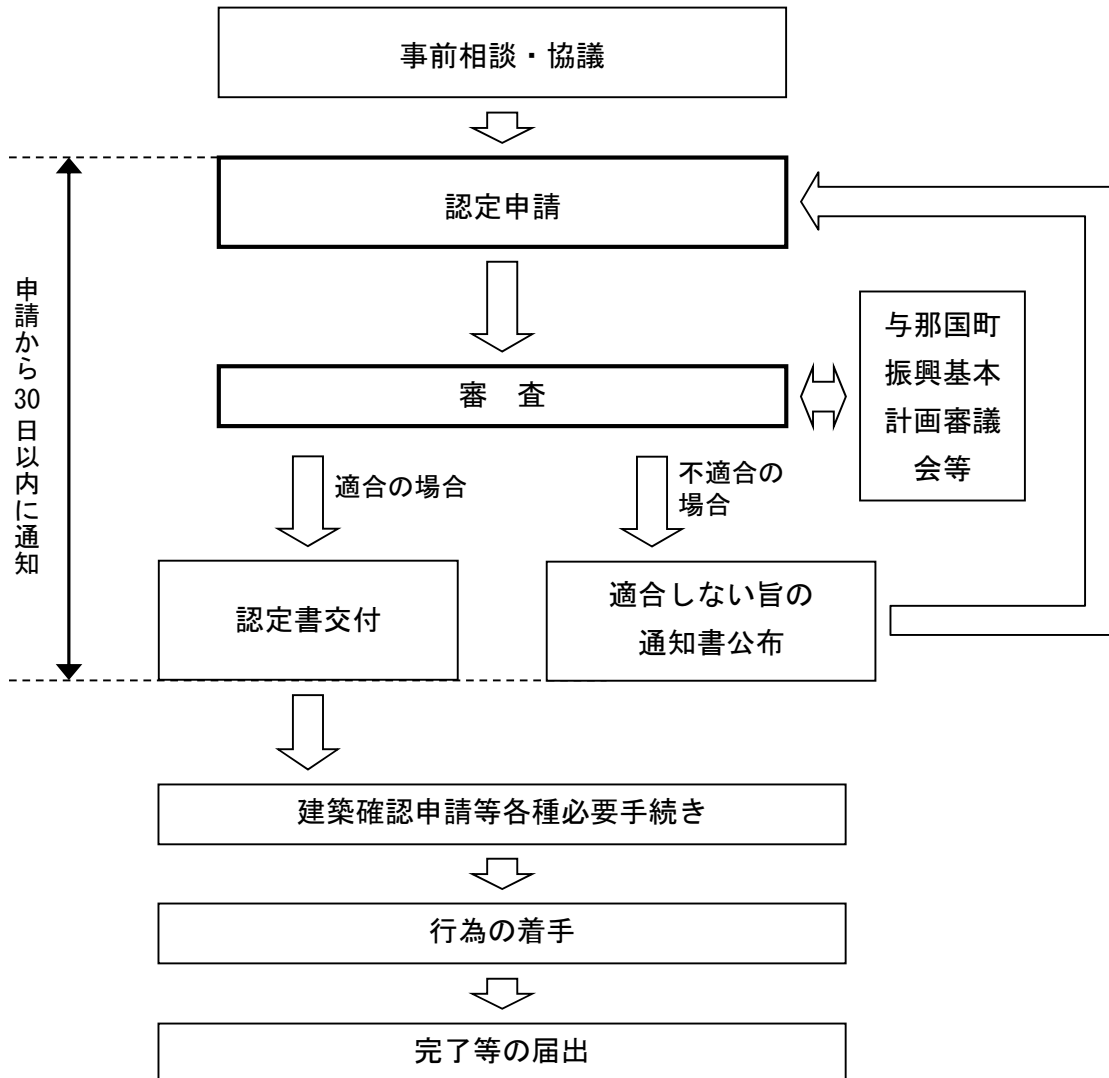 事前相談・協議
認定申請
申請から30日以内に通知
与那国町
振興基本
計画審議
会等
審　査
適合の場合
不適合の
場合
認定書交付
適合しない旨の
通知書公布
建築確認申請等各種必要手続き
行為の着手
完了等の届出